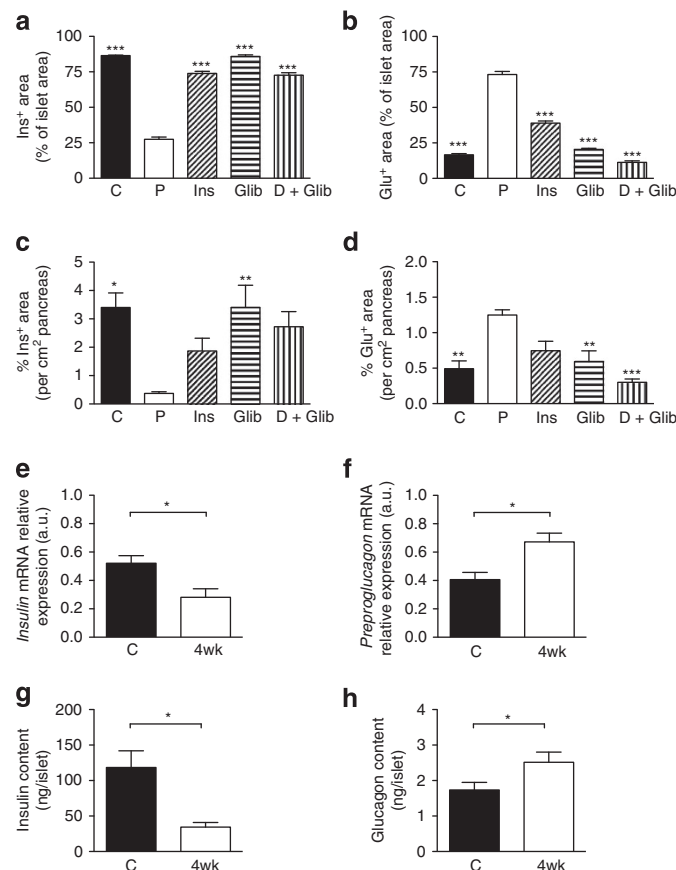 a
Ins⁺ area
(% of islet area)
100
75
50
25
0
***
***
***
***
C P Ins Glib D + Glib
b
Glu⁺ area (% of islet area)
100
75
50
25
0
***
***
***
***
C P Ins Glib D + Glib
c
% Ins⁺ area
(per cm² pancreas)
5
4
3
2
1
0
*
**
C P Ins Glib D + Glib
d
% Glu⁺ area
(per cm² pancreas)
2.0
1.5
1.0
0.5
0.0
**
**
***
C P Ins Glib D + Glib
e
Insulin mRNA relative
expression (a.u.)
1.0
0.8
0.6
0.4
0.2
0.0
*
C 4wk
f
Preproglucagon mRNA
relative expression (a.u.)
1.0
0.8
0.6
0.4
0.2
0.0
*
C 4wk
g
Insulin content
(ng/islet)
200
150
100
50
0
*
C 4wk
h
Glucagon content
(ng/islet)
4
3
2
1
0
*
C 4wk